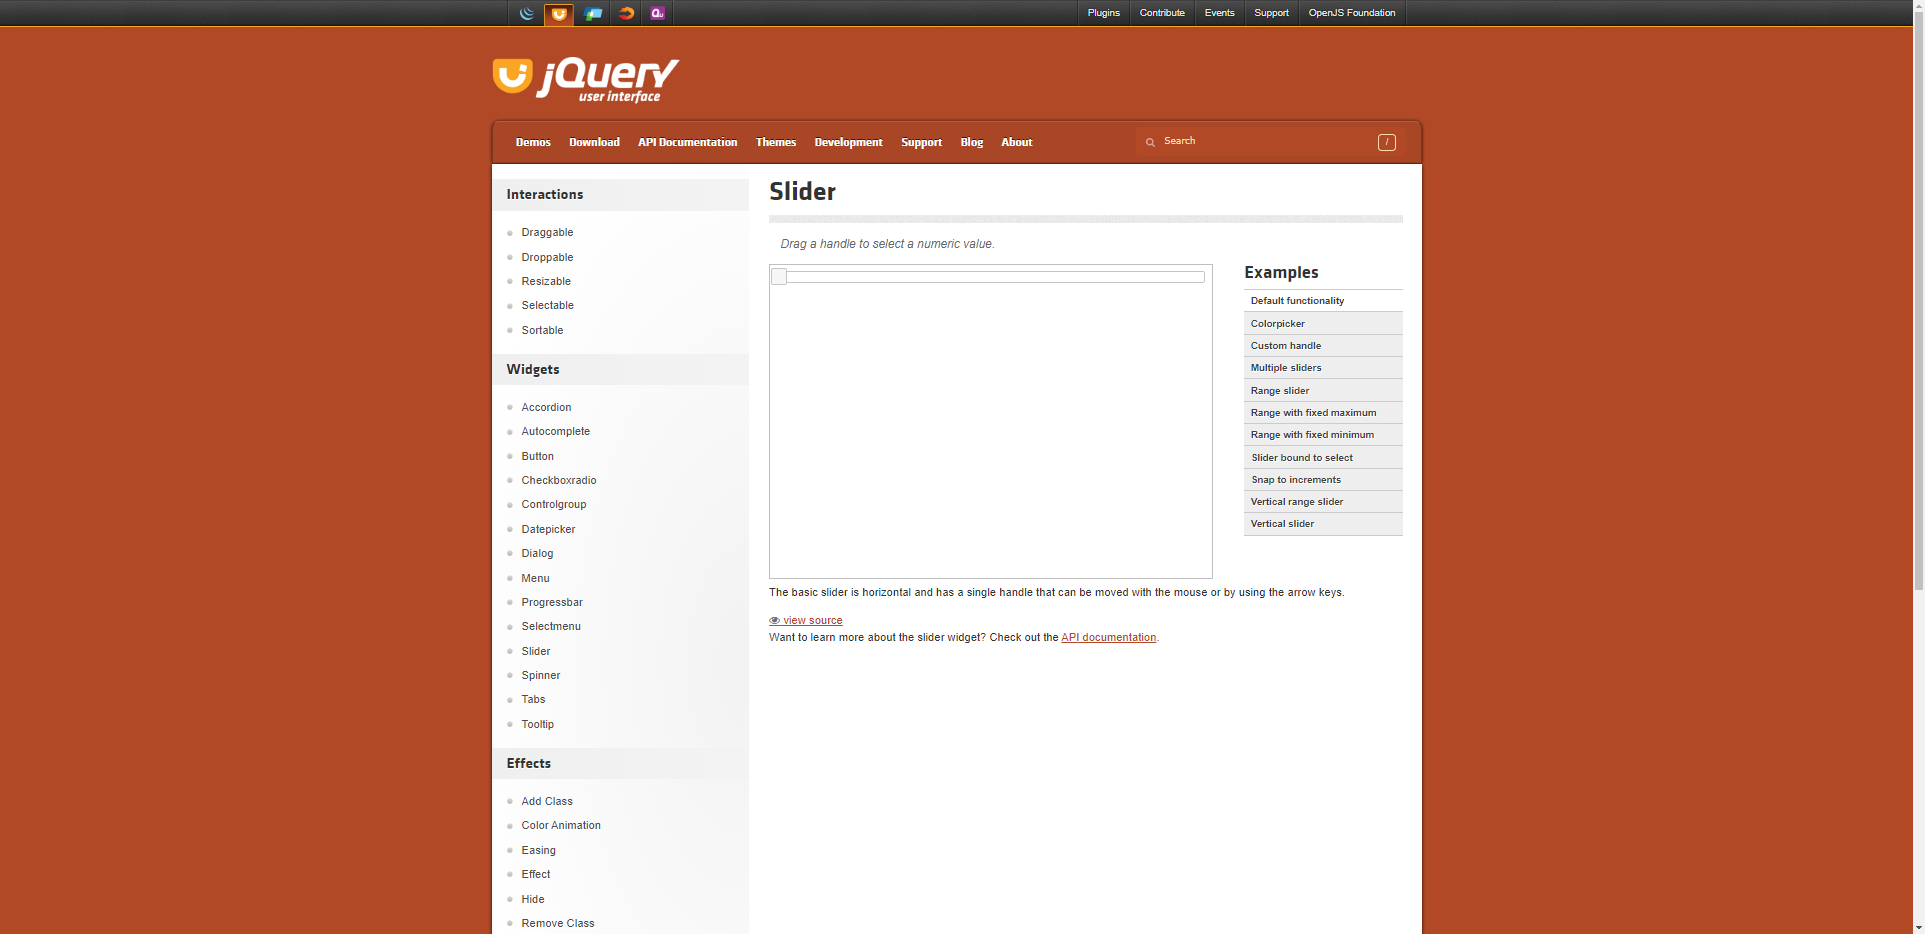 Plugins Contribute Events Support OpenJS Foundation
jQuery
user interface
Demos Download API Documentation Themes Development Support Blog About Search /
Interactions
Draggable
Droppable
Resizable
Selectable
Sortable
Widgets
Accordion
Autocomplete
Button
Checkboxradio
Controlgroup
Datepicker
Dialog
Menu
Progressbar
Selectmenu
Slider
Spinner
Tabs
Tooltip
Effects
Add Class
Color Animation
Easing
Effect
Hide
Remove Class
Slider
Drag a handle to select a numeric value.
Examples
Default functionality
Colorpicker
Custom handle
Multiple sliders
Range slider
Range with fixed maximum
Range with fixed minimum
Slider bound to select
Snap to increments
Vertical range slider
Vertical slider
The basic slider is horizontal and has a single handle that can be moved with the mouse or by using the arrow keys.
view source
Want to learn more about the slider widget? Check out the API documentation.